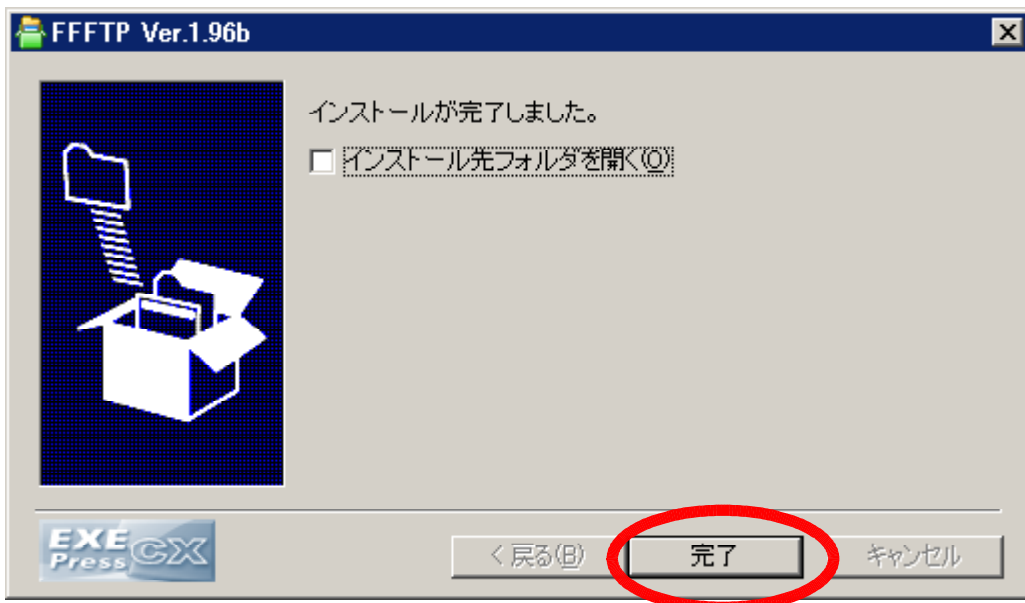 FFFTP Ver.1.96b
インストールが完了しました。
インストール先フォルダを開く(O)
EXE
Press CX
< 戻る(B)
完了
キャンセル